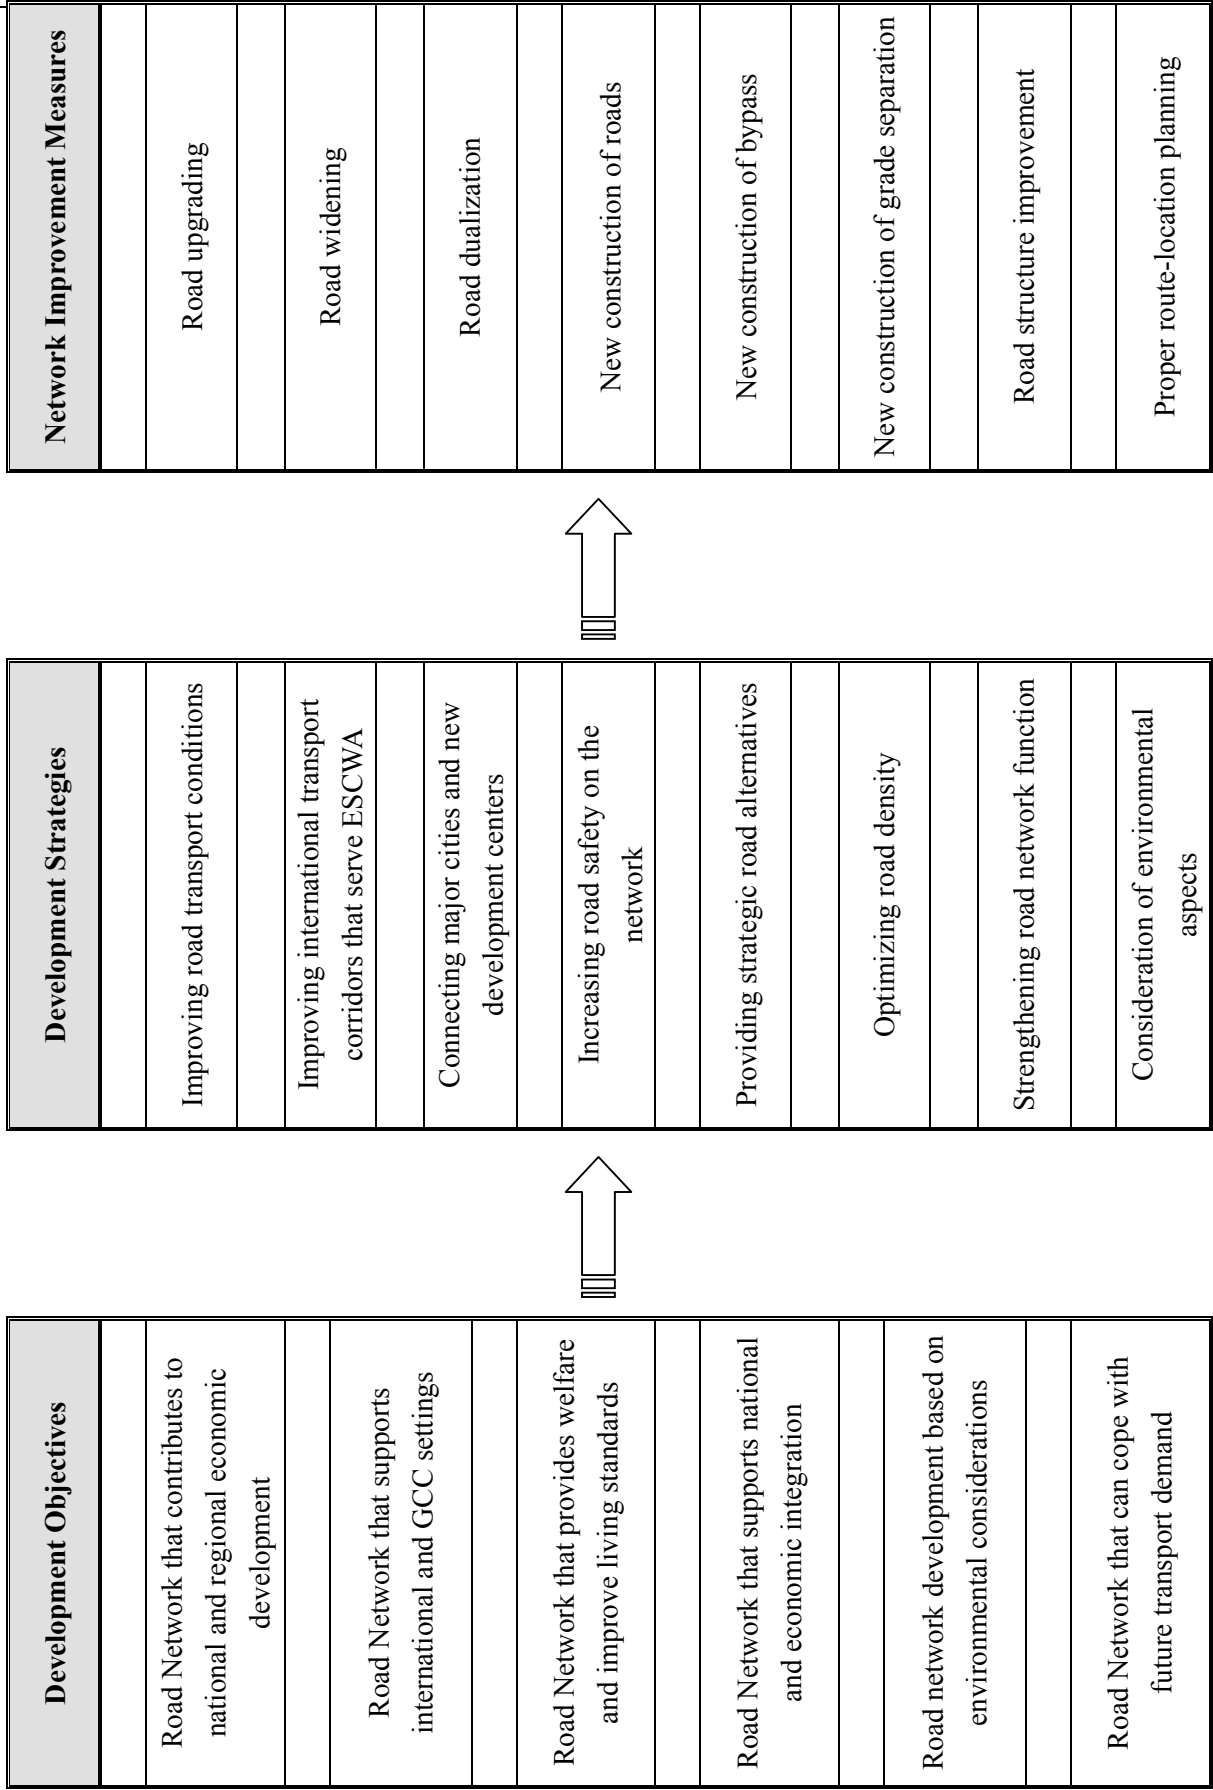 Development Objectives
Road Network that contributes to
national and regional economic
development
Road Network that supports
international and GCC settings
Road Network that provides welfare
and improve living standards
Road Network that supports national
and economic integration
Road network development based on
environmental considerations
Road Network that can cope with
future transport demand
Development Strategies
Improving road transport conditions
Improving international transport
corridors that serve ESCWA
Connecting major cities and new
development centers
Increasing road safety on the
network
Providing strategic road alternatives
Optimizing road density
Strengthening road network function
Consideration of environmental
aspects
Network Improvement Measures
Road upgrading
Road widening
Road dualization
New construction of roads
New construction of bypass
New construction of grade separation
Road structure improvement
Proper route-location planning